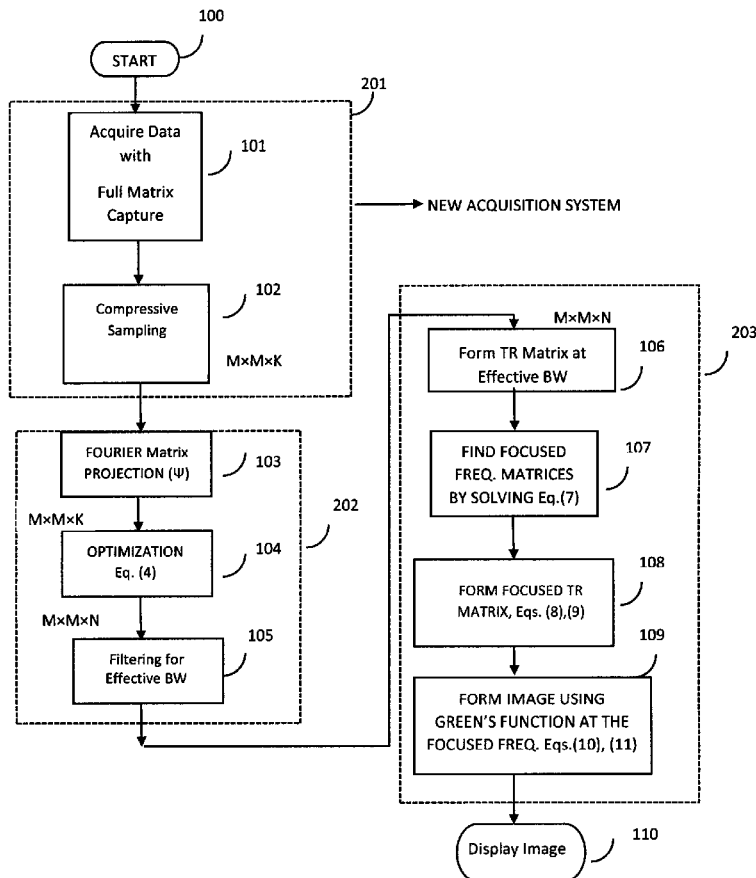 100
START
201
Acquire Data
with
Full Matrix
Capture
101
NEW ACQUISITION SYSTEM
Compressive
Sampling
102
M×M×K
FOURIER Matrix
PROJECTION (Ψ)
103
202
M×M×K
OPTIMIZATION
Eq. (4)
104
M×M×N
Filtering for
Effective BW
105
203
M×M×N
Form TR Matrix at
Effective BW
106
FIND FOCUSED
FREQ. MATRICES
BY SOLVING Eq.(7)
107
FORM FOCUSED TR
MATRIX, Eqs. (8),(9)
108
109
FORM IMAGE USING
GREEN'S FUNCTION AT THE
FOCUSED FREQ. Eqs.(10), (11)
Display Image
110